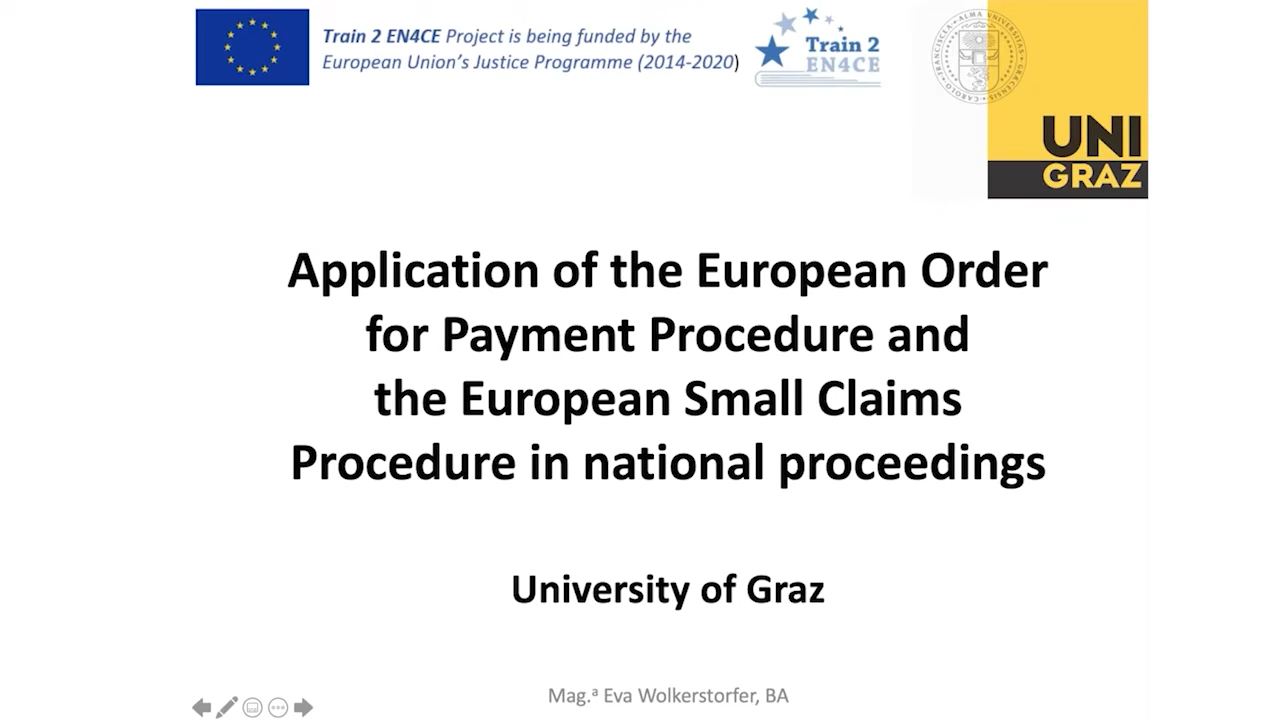 Train 2 EN4CE Project is being funded by the
European Union's Justice Programme (2014-2020)
Train 2
EN4CE
UNI
GRAZ
Application of the European Order
for Payment Procedure and
the European Small Claims
Procedure in national proceedings
University of Graz
Mag.ª Eva Wolkerstorfer, BA